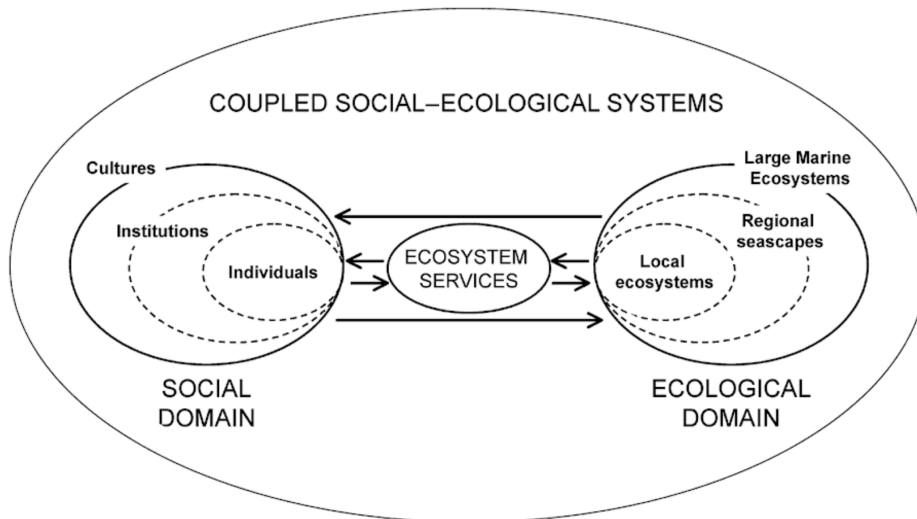 COUPLED SOCIAL–ECOLOGICAL SYSTEMS
Cultures
Institutions
Individuals
ECOSYSTEM
SERVICES
Large Marine
Ecosystems
Regional
seascapes
Local
ecosystems
SOCIAL
DOMAIN
ECOLOGICAL
DOMAIN